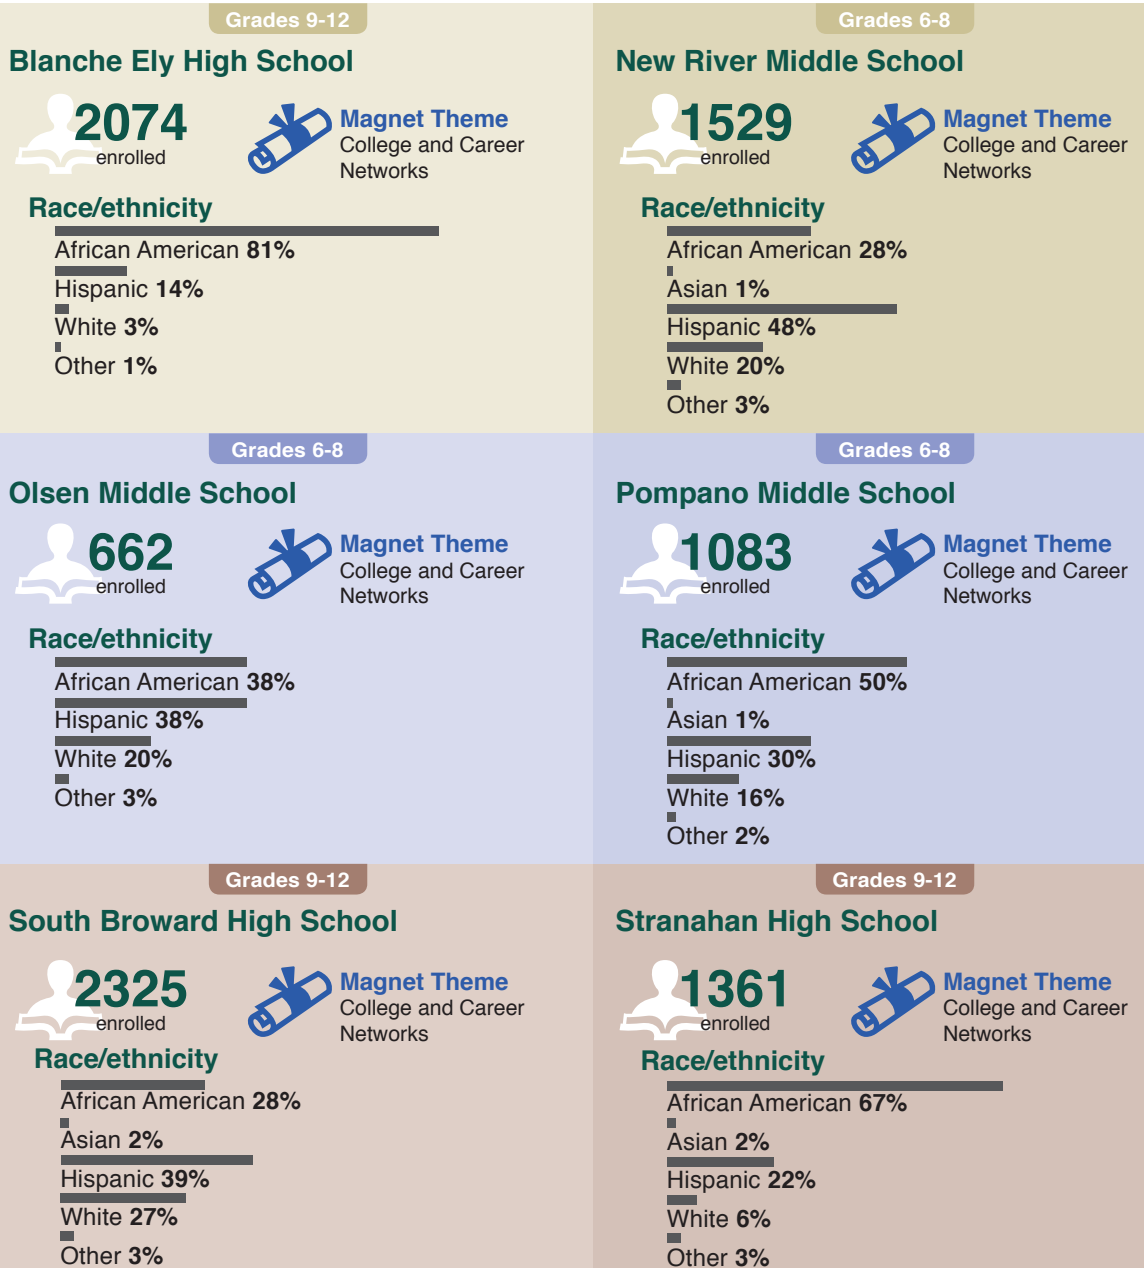 Grades 9-12
Blanche Ely High School
2074
enrolled
Magnet Theme
College and Career
Networks
Race/ethnicity
African American 81%
Hispanic 14%
White 3%
Other 1%
Grades 6-8
New River Middle School
1529
enrolled
Magnet Theme
College and Career
Networks
Race/ethnicity
African American 28%
Asian 1%
Hispanic 48%
White 20%
Other 3%
Grades 6-8
Olsen Middle School
662
enrolled
Magnet Theme
College and Career
Networks
Race/ethnicity
African American 38%
Hispanic 38%
White 20%
Other 3%
Grades 6-8
Pompano Middle School
1083
enrolled
Magnet Theme
College and Career
Networks
Race/ethnicity
African American 50%
Asian 1%
Hispanic 30%
White 16%
Other 2%
Grades 9-12
South Broward High School
2325
enrolled
Magnet Theme
College and Career
Networks
Race/ethnicity
African American 28%
Asian 2%
Hispanic 39%
White 27%
Other 3%
Grades 9-12
Stranahan High School
1361
enrolled
Magnet Theme
College and Career
Networks
Race/ethnicity
African American 67%
Asian 2%
Hispanic 22%
White 6%
Other 3%